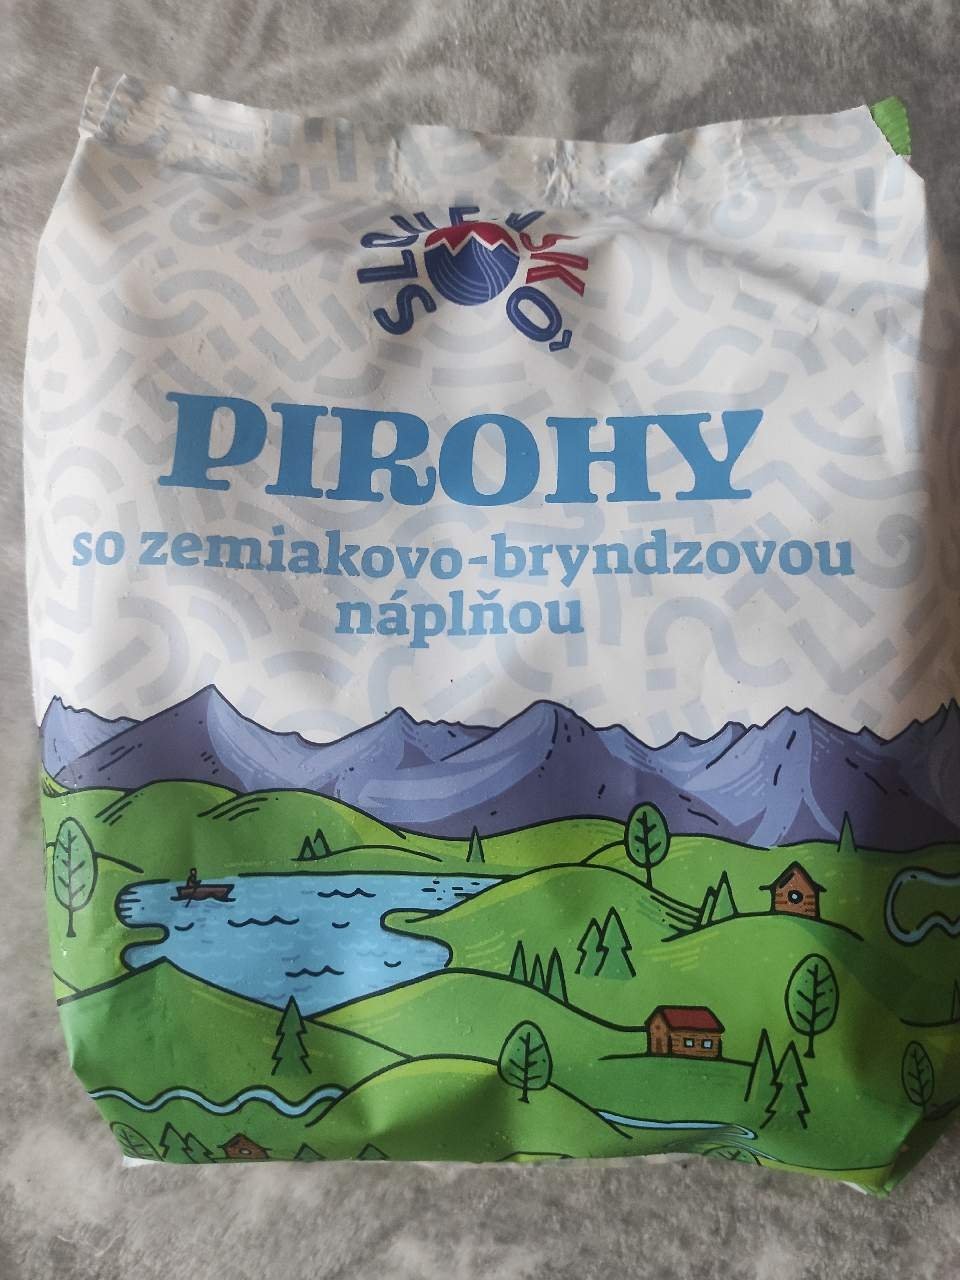 SLOVENSKO
PIROHY
so zemiakovo-bryndzovou
náplňou